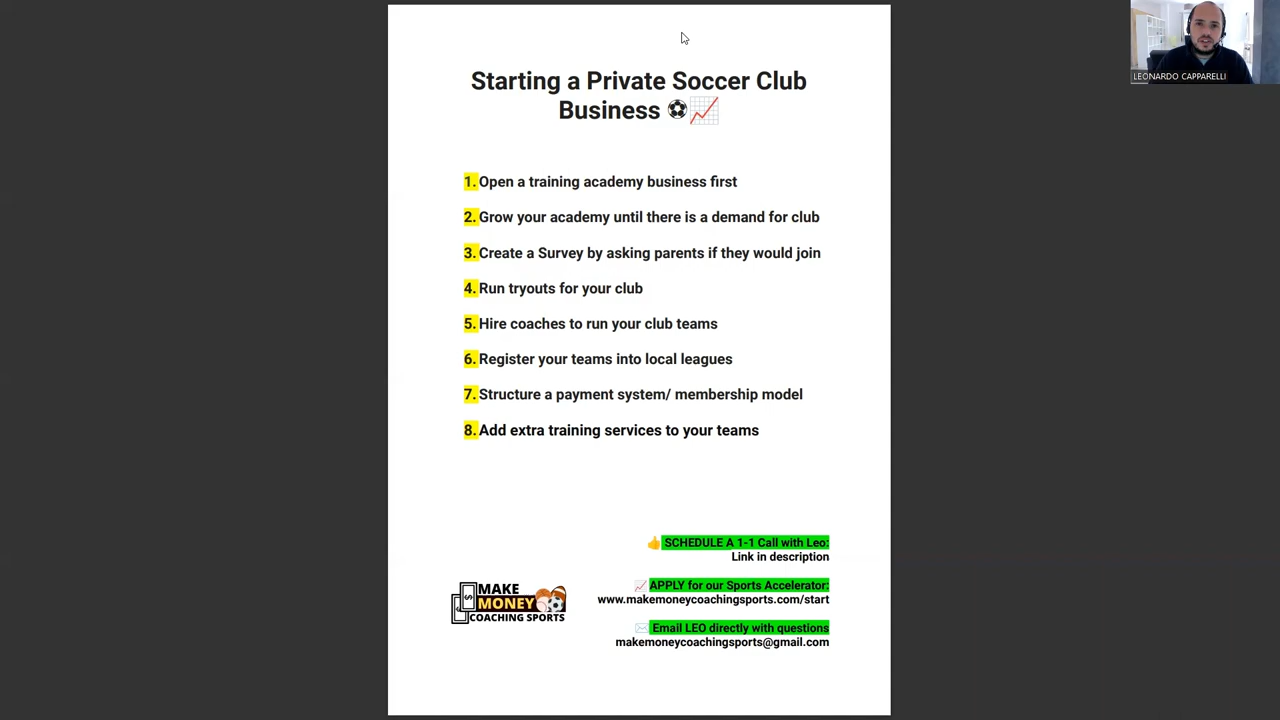 LEONARDO CAPPARELLI
Starting a Private Soccer Club
Business ⚽📈
1. Open a training academy business first
2. Grow your academy until there is a demand for club
3. Create a Survey by asking parents if they would join
4. Run tryouts for your club
5. Hire coaches to run your club teams
6. Register your teams into local leagues
7. Structure a payment system/ membership model
8. Add extra training services to your teams
👍 SCHEDULE A 1-1 Call with Leo:
Link in description
📈 APPLY for our Sports Accelerator:
www.makemoneycoachingsports.com/start
✉️ Email LEO directly with questions
makemoneycoachingsports@gmail.com
MAKE
MONEY
COACHING SPORTS